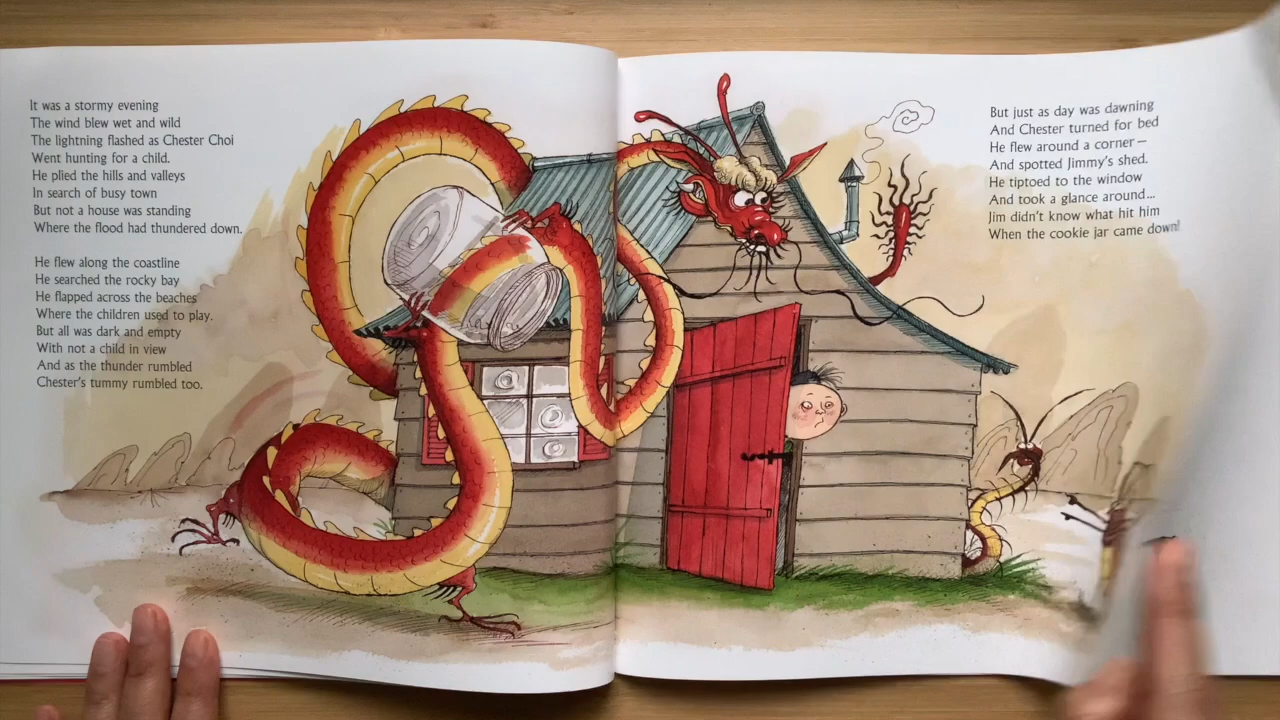 It was a stormy evening
The wind blew wet and wild
The lightning flashed as Chester Choi
Went hunting for a child.
He plied the hills and valleys
In search of busy town
But not a house was standing
Where the flood had thundered down.
He flew along the coastline
He searched the rocky bay
He flapped across the beaches
Where the children used to play.
But all was dark and empty
With not a child in view
And as the thunder rumbled
Chester's tummy rumbled too.
But just as day was dawning
And Chester turned for bed
He flew around a corner –
And spotted Jimmy's shed.
He tiptoed to the window
And took a glance around...
Jim didn't know what hit him
When the cookie jar came down!